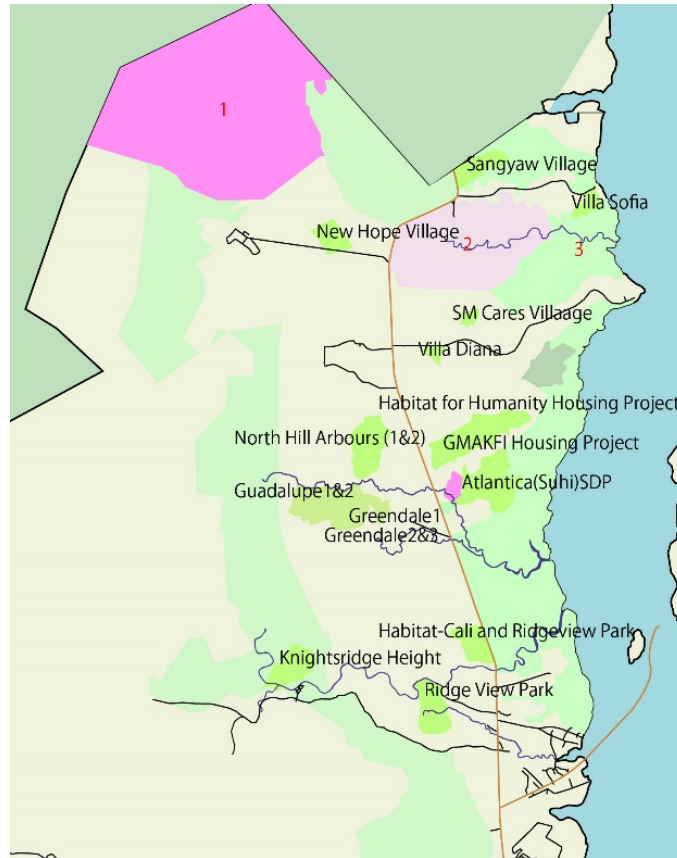 1
Sangyaw Village
Villa Sofia
New Hope Village
2
3
SM Cares Villaage
Villa Diana
Habitat for Humanity Housing Project
North Hill Arbours (1&2)
GMAKFI Housing Project
Atlantica(Suhi)SDP
Guadalupe1&2
Greendale1
Greendale2&3
Habitat-Cali and Ridgeview Park
Knightsridge Height
Ridge View Park